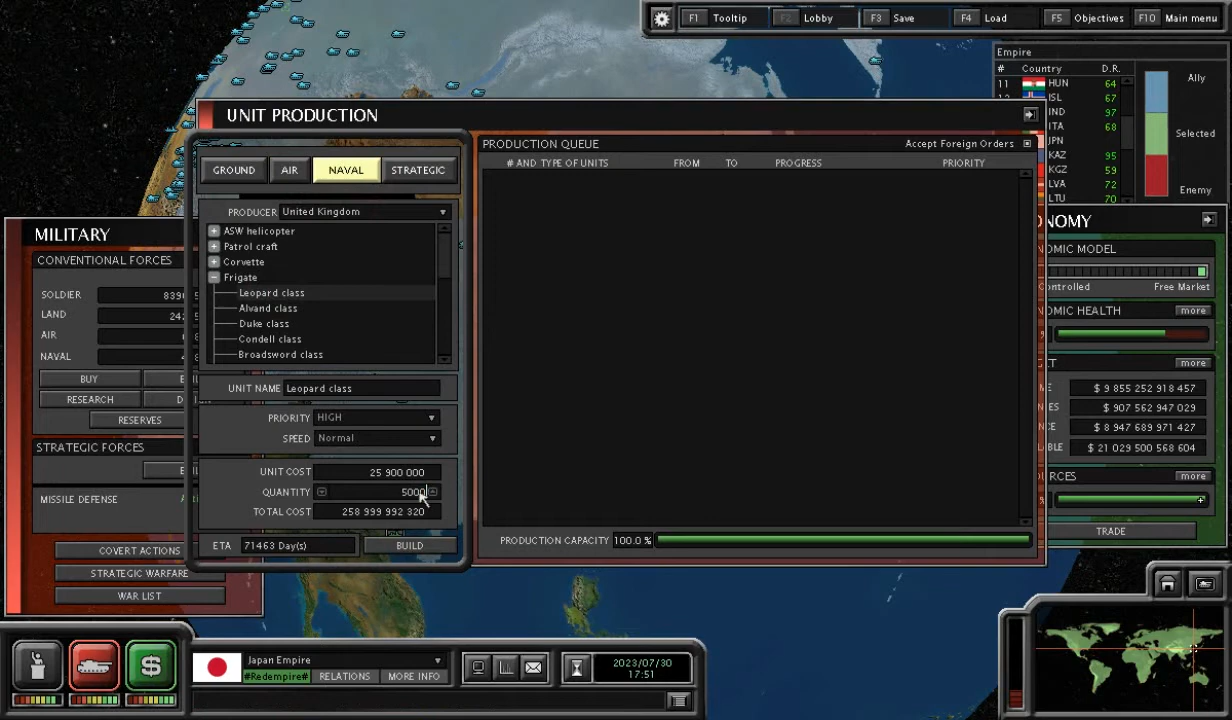 F1 Tooltip F2 Lobby F3 Save F4 Load F5 Objectives F10 Main menu
Empire
# Country D.R.
11 HUN 64
ISL 67
IND 97
ITA 68
JPN
KAZ 95
KGZ 59
LVA 72
LTU 70
Ally
Selected
Enemy
UNIT PRODUCTION
GROUND AIR NAVAL STRATEGIC
PRODUCER United Kingdom
ASW helicopter
Patrol craft
Corvette
Frigate
Leopard class
Alvand class
Duke class
Condell class
Broadsword class
UNIT NAME Leopard class
PRIORITY HIGH
SPEED Normal
UNIT COST 25 900 000
QUANTITY 5000
TOTAL COST 258 999 992 320
ETA 71463 Day(s) BUILD
PRODUCTION QUEUE Accept Foreign Orders
# AND TYPE OF UNITS FROM TO PROGRESS PRIORITY
PRODUCTION CAPACITY 100.0 %
MILITARY
CONVENTIONAL FORCES
SOLDIER
LAND
AIR
NAVAL
BUY
RESEARCH
RESERVES
STRATEGIC FORCES
MISSILE DEFENSE
COVERT ACTIONS
STRATEGIC WARFARE
WAR LIST
NOMY
OMIC MODEL
ontrolled Free Market
OMIC HEALTH more
more
$ 9 855 252 918 457
$ 907 562 947 029
$ 8 947 689 971 427
$ 21 029 500 568 604
more
TRADE
Japan Empire
#Redempire# RELATIONS MORE INFO
2023/07/30
17:51